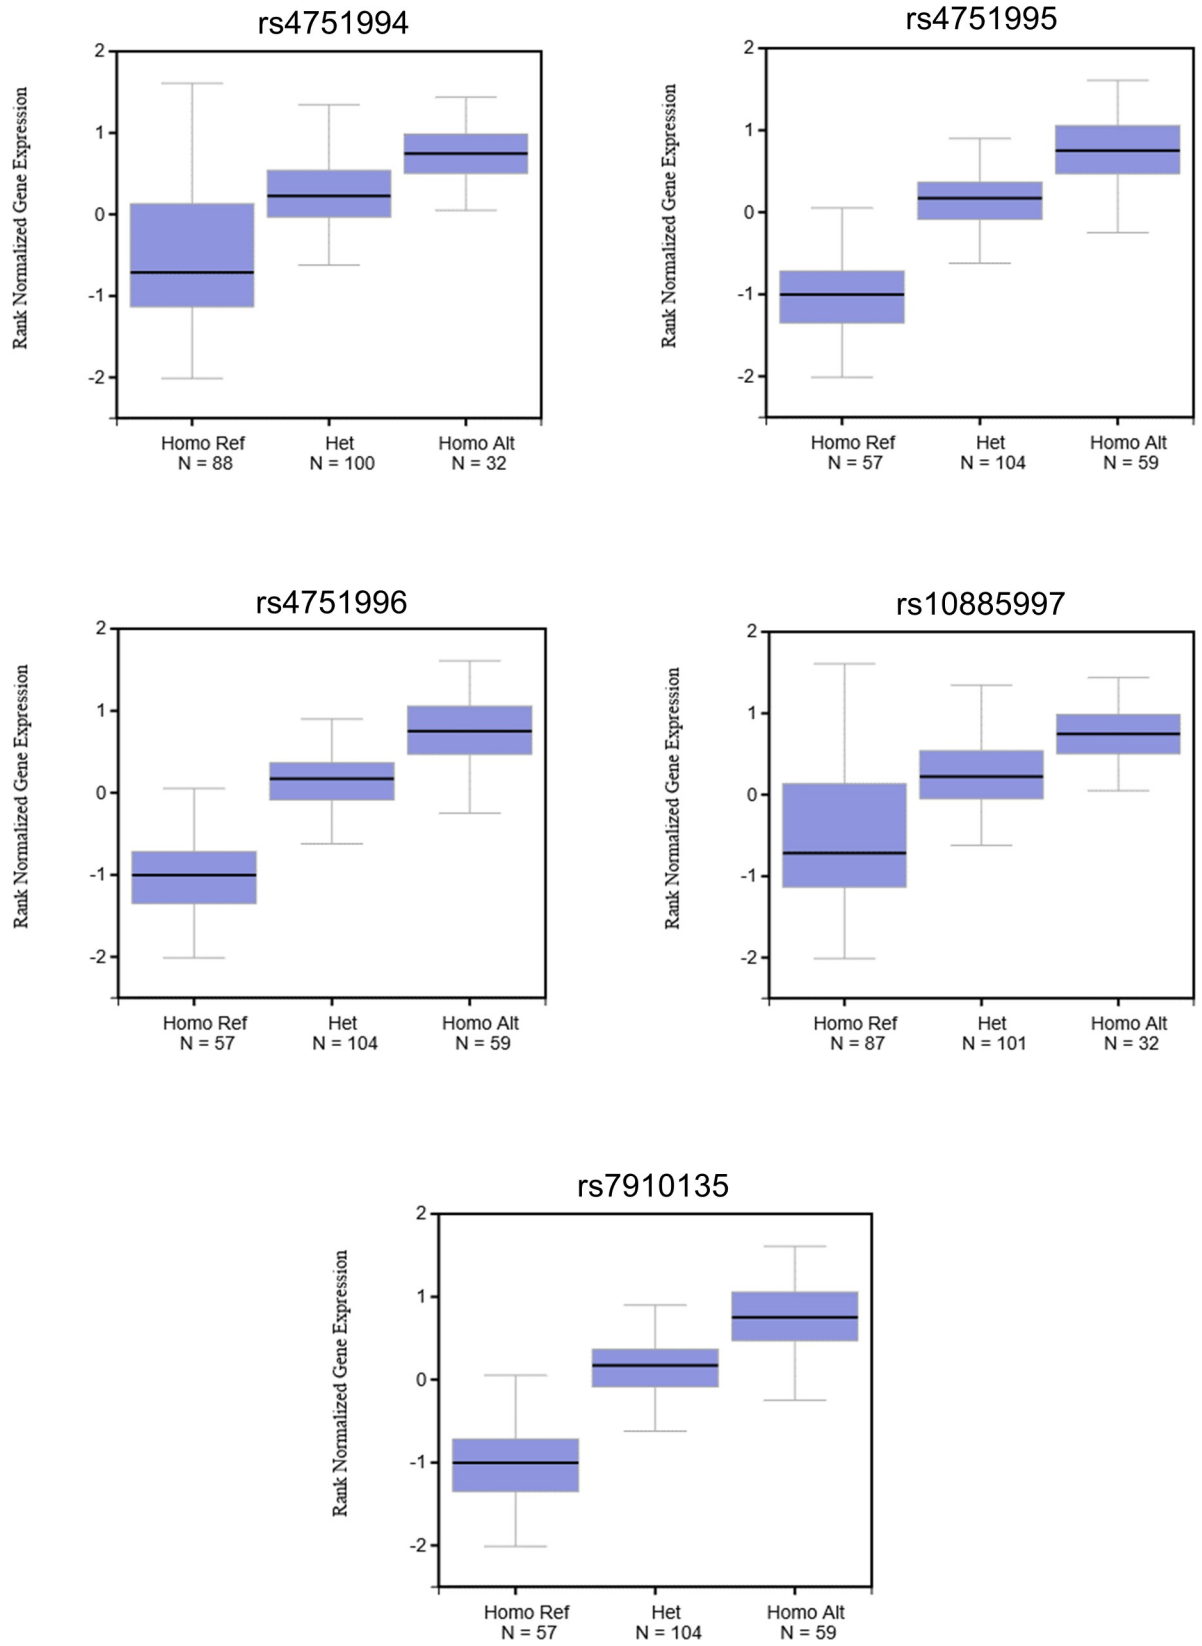 rs4751994
Rank Normalized Gene Expression
2
1
0
-1
-2
Homo Ref Het Homo Alt
N = 88 N = 100 N = 32
rs4751995
Rank Normalized Gene Expression
2
1
0
-1
-2
Homo Ref Het Homo Alt
N = 57 N = 104 N = 59
rs4751996
Rank Normalized Gene Expression
2
1
0
-1
-2
Homo Ref Het Homo Alt
N = 57 N = 104 N = 59
rs10885997
Rank Normalized Gene Expression
2
1
0
-1
-2
Homo Ref Het Homo Alt
N = 87 N = 101 N = 32
rs7910135
Rank Normalized Gene Expression
2
1
0
-1
-2
Homo Ref Het Homo Alt
N = 57 N = 104 N = 59